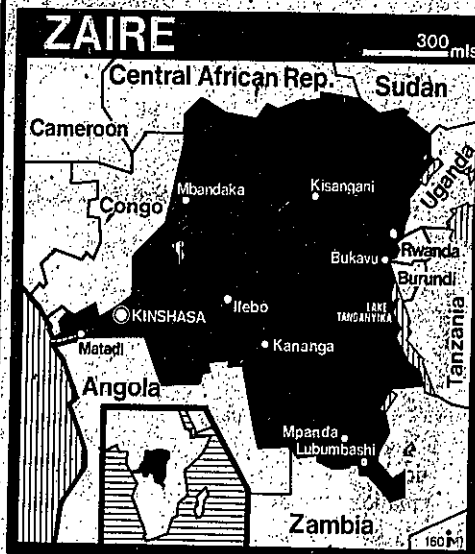 ZAIRE
300 mls
Central African Rep.
Sudan
Cameroon
Uganda
Mbandaka
Kisangani
Congo
Rwanda
Bukavu
Burundi
LAKE
TANGANYIKA
Tanzania
Ilebo
KINSHASA
Kananga
Matadi
Angola
Mpanda
Lubumbashi
Zambia